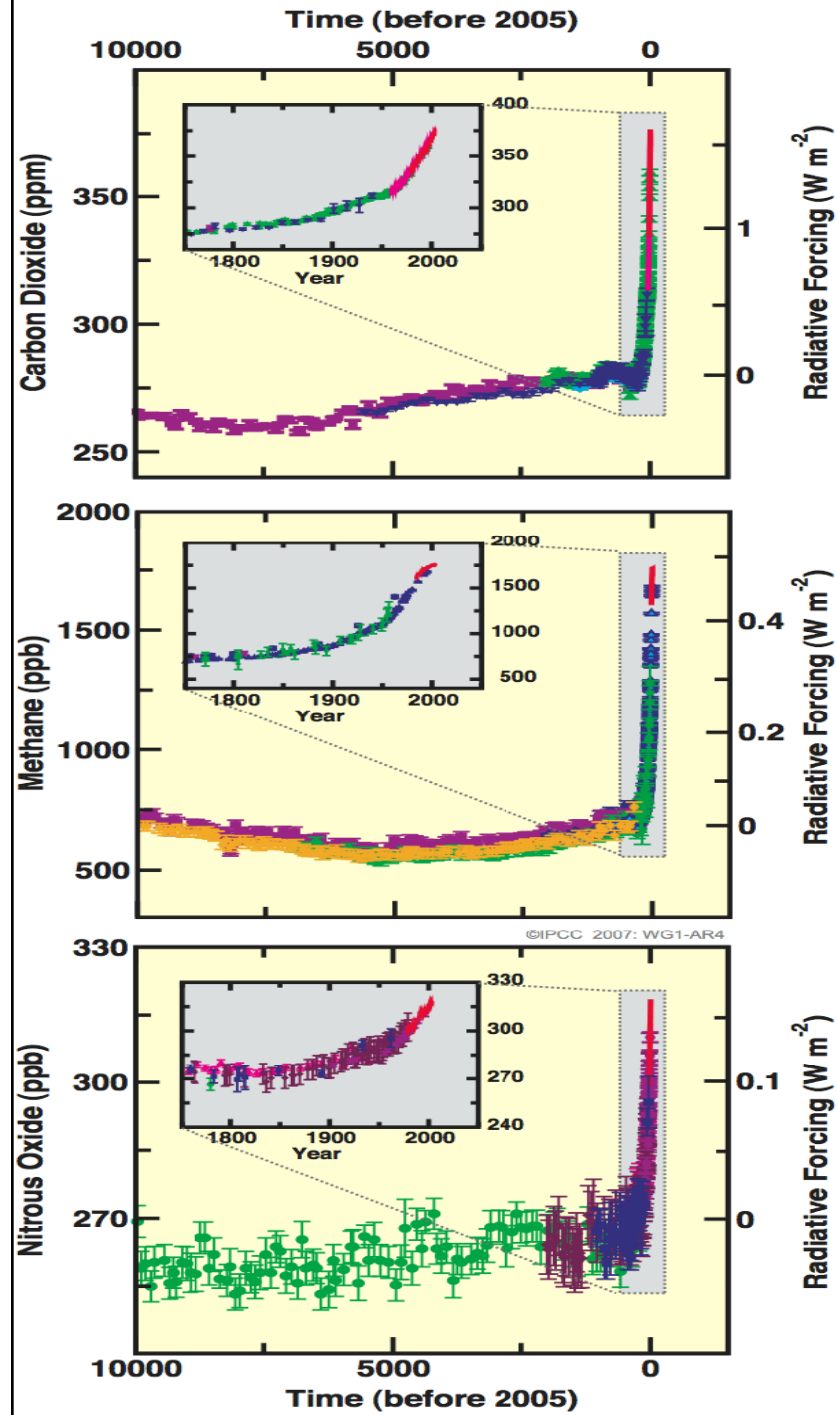 Time (before 2005)
10000 5000 0
Carbon Dioxide (ppm)
350
300
250
400
350
300
1800 1900 2000
Year
Radiative Forcing (W m⁻²)
1
0
Methane (ppb)
2000
1500
1000
500
2000
1500
1000
500
1800 1900 2000
Year
Radiative Forcing (W m⁻²)
0.4
0.2
0
©IPCC 2007: WG1-AR4
Nitrous Oxide (ppb)
330
300
270
330
300
270
240
1800 1900 2000
Year
Radiative Forcing (W m⁻²)
0.1
0
10000 5000 0
Time (before 2005)